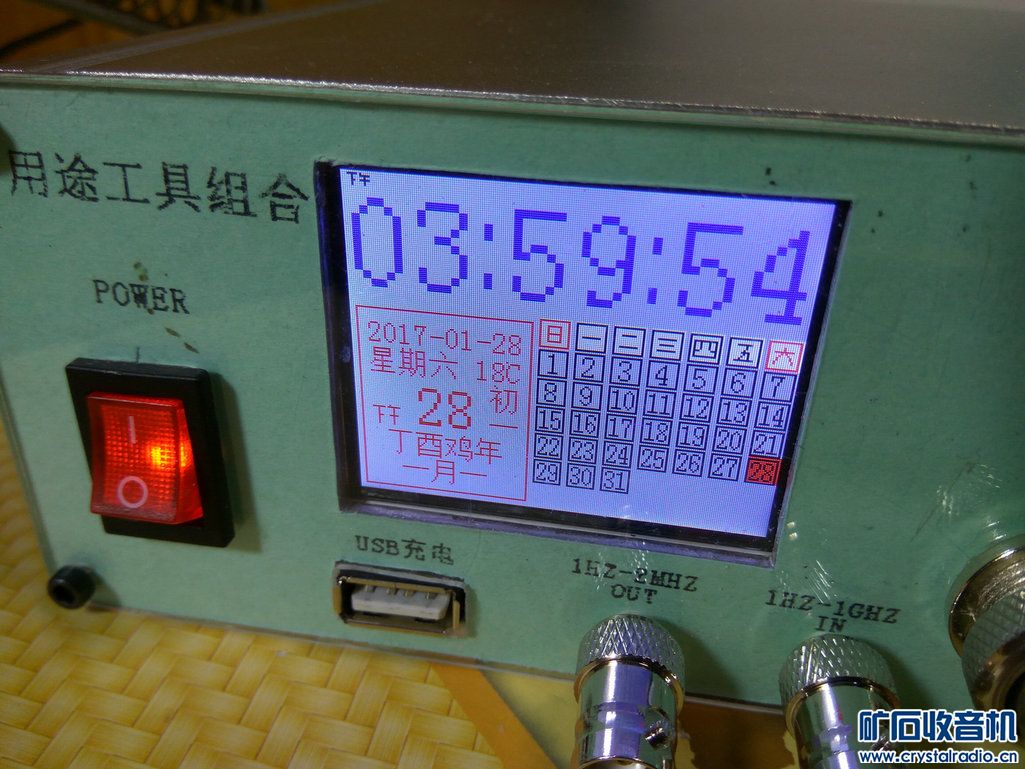 用途工具组合
POWER
I
O
下午
03:59:54
2017-01-28
星期六 18C
下午 28 初一
丁酉鸡年
一月一
日 一 二 三 四 五 六
1 2 3 4 5 6 7
8 9 10 11 12 13 14
15 16 17 18 19 20 21
22 23 24 25 26 27 28
29 30 31
USB充电
1HZ-2MHZ
OUT
1HZ-1GHZ
IN
矿石收音机
www.crystalradio.cn